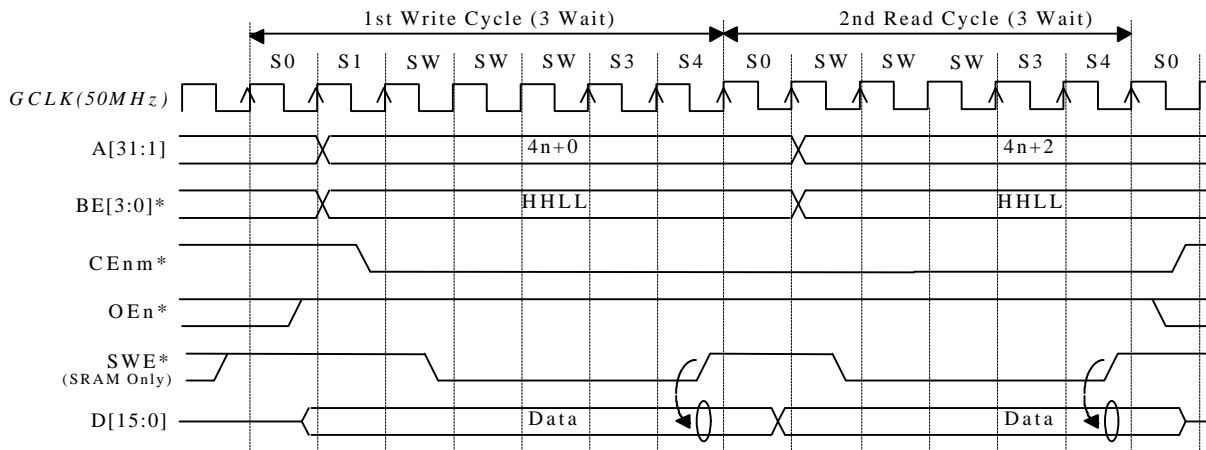 1st Write Cycle (3 Wait) 2nd Read Cycle (3 Wait)
S0 S1 SW SW SW S3 S4 S0 SW SW SW S3 S4 S0
GCLK(50MHz)
A[31:1] 4n+0 4n+2
BE[3:0]* HHLL HHLL
CEnm*
OEn*
SWE*
(SRAM Only)
D[15:0] Data Data